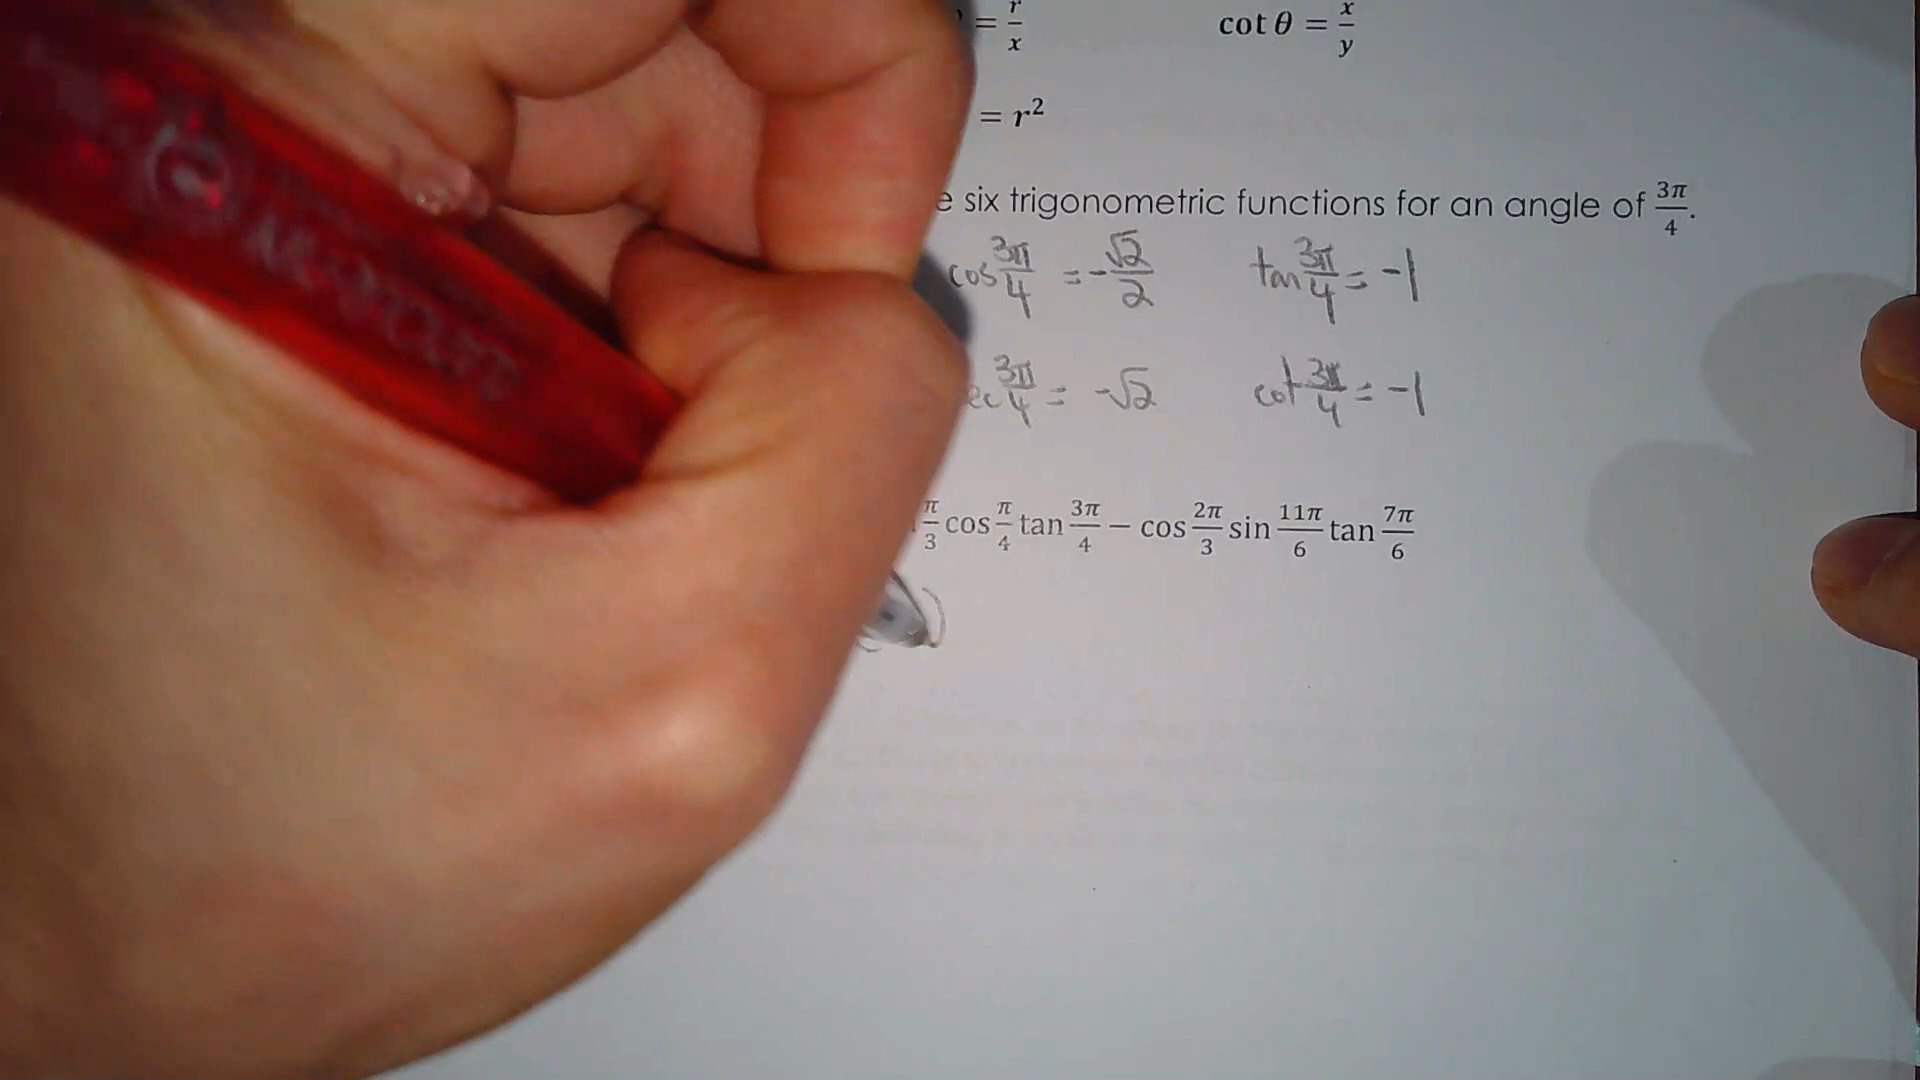 = r/x cot θ = x/y
= r²
six trigonometric functions for an angle of 3π/4.
cos 3π/4 = -√2/2 tan 3π/4 = -1
3π/4 = -√2 cot 3π/4 = -1
π/3 cos π/4 tan 3π/4 − cos 2π/3 sin 11π/6 tan 7π/6
)